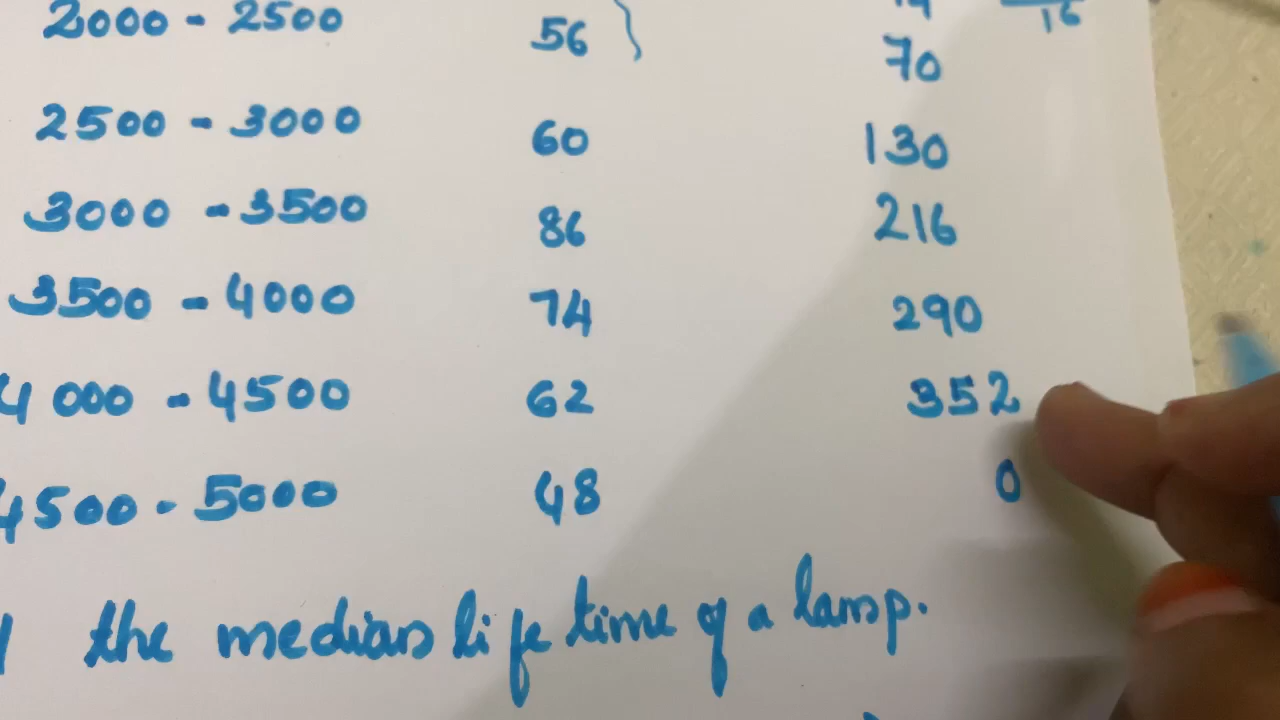 2000 - 2500 56 70
2500 - 3000 60 130
3000 - 3500 86 216
3500 - 4000 74 290
4000 - 4500 62 352
4500 - 5000 48 0
the median life time of a lamp.